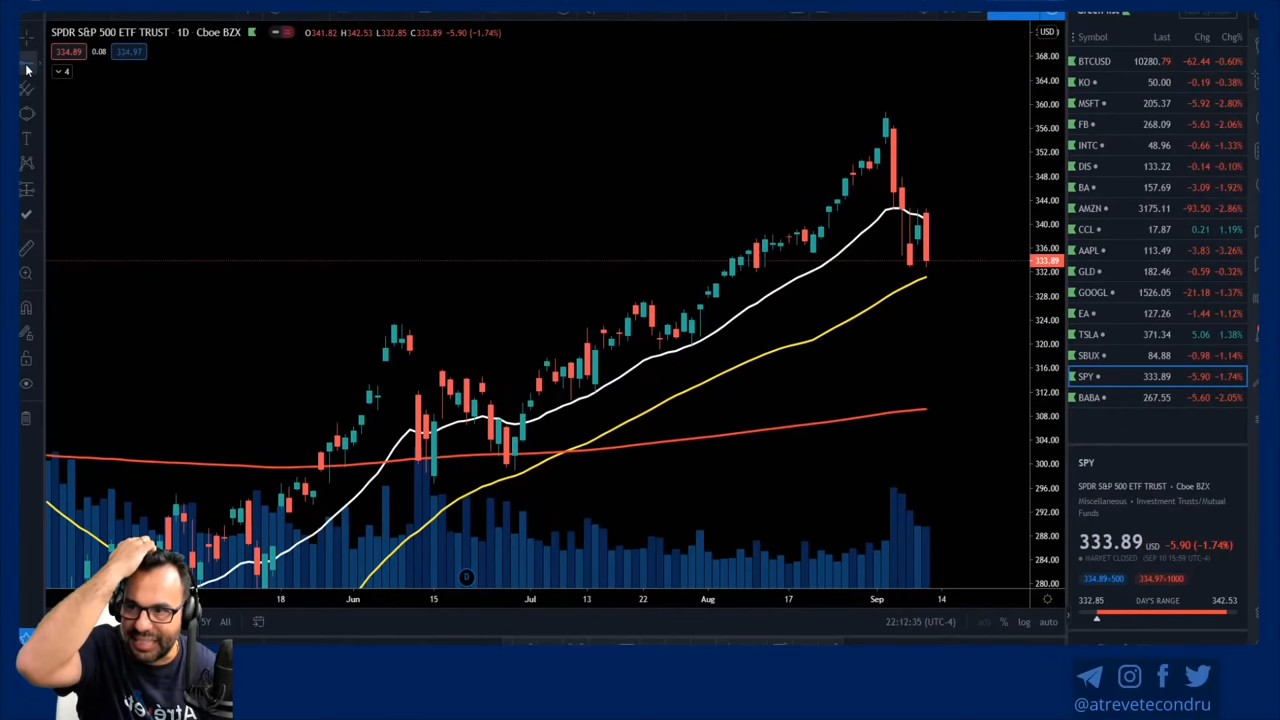 SPDR S&P 500 ETF TRUST · 1D · Cboe BZX O341.82 H342.53 L332.85 C333.89 -5.90 (-1.74%)
334.89 0.08 334.97
4
USD
368.00
364.00
360.00
356.00
352.00
348.00
344.00
340.00
336.00
333.89
332.00
328.00
324.00
320.00
316.00
312.00
308.00
304.00
300.00
296.00
292.00
288.00
284.00
280.00
D
18 Jun 15 Jul 13 22 Aug 17 Sep 14
5Y All
22:12:35 (UTC-4) adj % log auto
Symbol Last Chg Chg%
BTCUSD 10280.79 -62.44 -0.60%
KO 50.00 -0.19 -0.38%
MSFT 205.37 -5.92 -2.80%
FB 268.09 -5.63 -2.06%
INTC 48.96 -0.66 -1.33%
DIS 133.22 -0.14 -0.10%
BA 157.69 -3.09 -1.92%
AMZN 3175.11 -93.50 -2.86%
CCL 17.87 0.21 1.19%
AAPL 113.49 -3.83 -3.26%
GLD 182.46 -0.59 -0.32%
GOOGL 1526.05 -21.18 -1.37%
EA 127.26 -1.44 -1.12%
TSLA 371.34 5.06 1.38%
SBUX 84.88 -0.98 -1.14%
SPY 333.89 -5.90 -1.74%
BABA 267.55 -5.60 -2.05%
SPY
SPDR S&P 500 ETF TRUST • Cboe BZX
Miscellaneous • Investment Trusts/Mutual
Funds
333.89 USD -5.90 (-1.74%)
MARKET CLOSED (SEP 10 15:59 UTC-4)
334.89×500 334.97×1000
332.85 DAY'S RANGE 342.53
@atrevetecondru